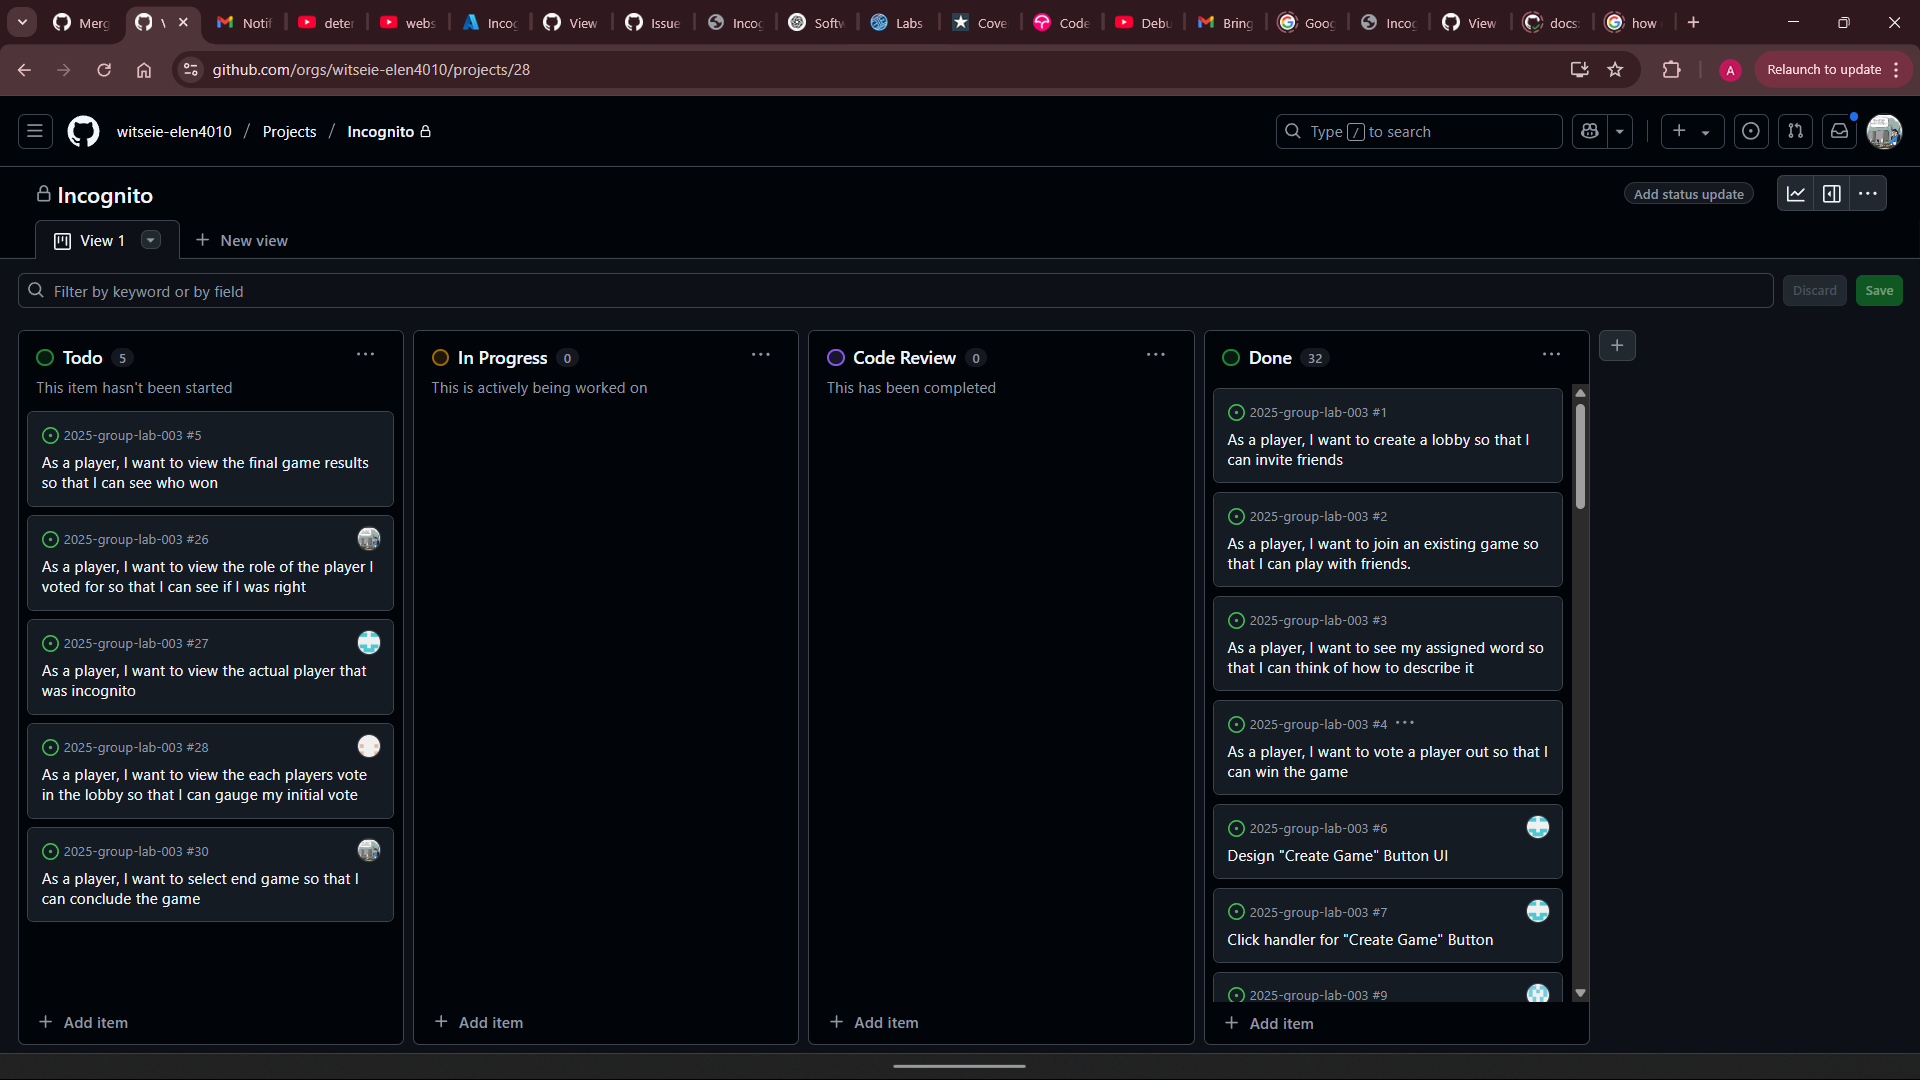 Merg
V
Notif
deter
webs
Incog
View
Issue
Incog
Softw
Labs
Cove
Code
Debu
Bring
Goog
Incog
View
docs
how
github.com/orgs/witseie-elen4010/projects/28
A
Relaunch to update
witseie-elen4010 / Projects / Incognito
Type / to search
Incognito
Add status update
View 1
New view
Filter by keyword or by field
Discard
Save
Todo 5
This item hasn't been started
2025-group-lab-003 #5
As a player, I want to view the final game results
so that I can see who won
2025-group-lab-003 #26
As a player, I want to view the role of the player I
voted for so that I can see if I was right
2025-group-lab-003 #27
As a player, I want to view the actual player that
was incognito
2025-group-lab-003 #28
As a player, I want to view the each players vote
in the lobby so that I can gauge my initial vote
2025-group-lab-003 #30
As a player, I want to select end game so that I
can conclude the game
Add item
In Progress 0
This is actively being worked on
Add item
Code Review 0
This has been completed
Add item
Done 32
2025-group-lab-003 #1
As a player, I want to create a lobby so that I
can invite friends
2025-group-lab-003 #2
As a player, I want to join an existing game so
that I can play with friends.
2025-group-lab-003 #3
As a player, I want to see my assigned word so
that I can think of how to describe it
2025-group-lab-003 #4
As a player, I want to vote a player out so that I
can win the game
2025-group-lab-003 #6
Design "Create Game" Button UI
2025-group-lab-003 #7
Click handler for "Create Game" Button
2025-group-lab-003 #9
Add item